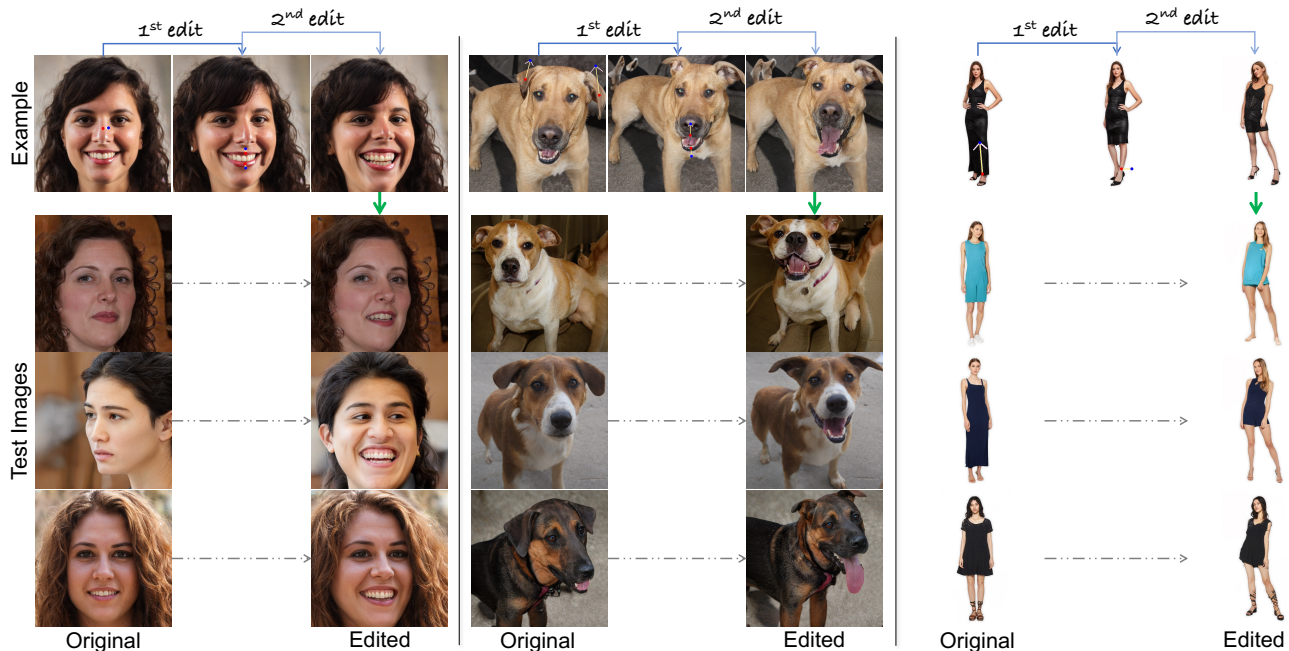 1st edit
2nd edit
1st edit
2nd edit
1st edit
2nd edit
Example
Test Images
Original
Edited
Original
Edited
Original
Edited